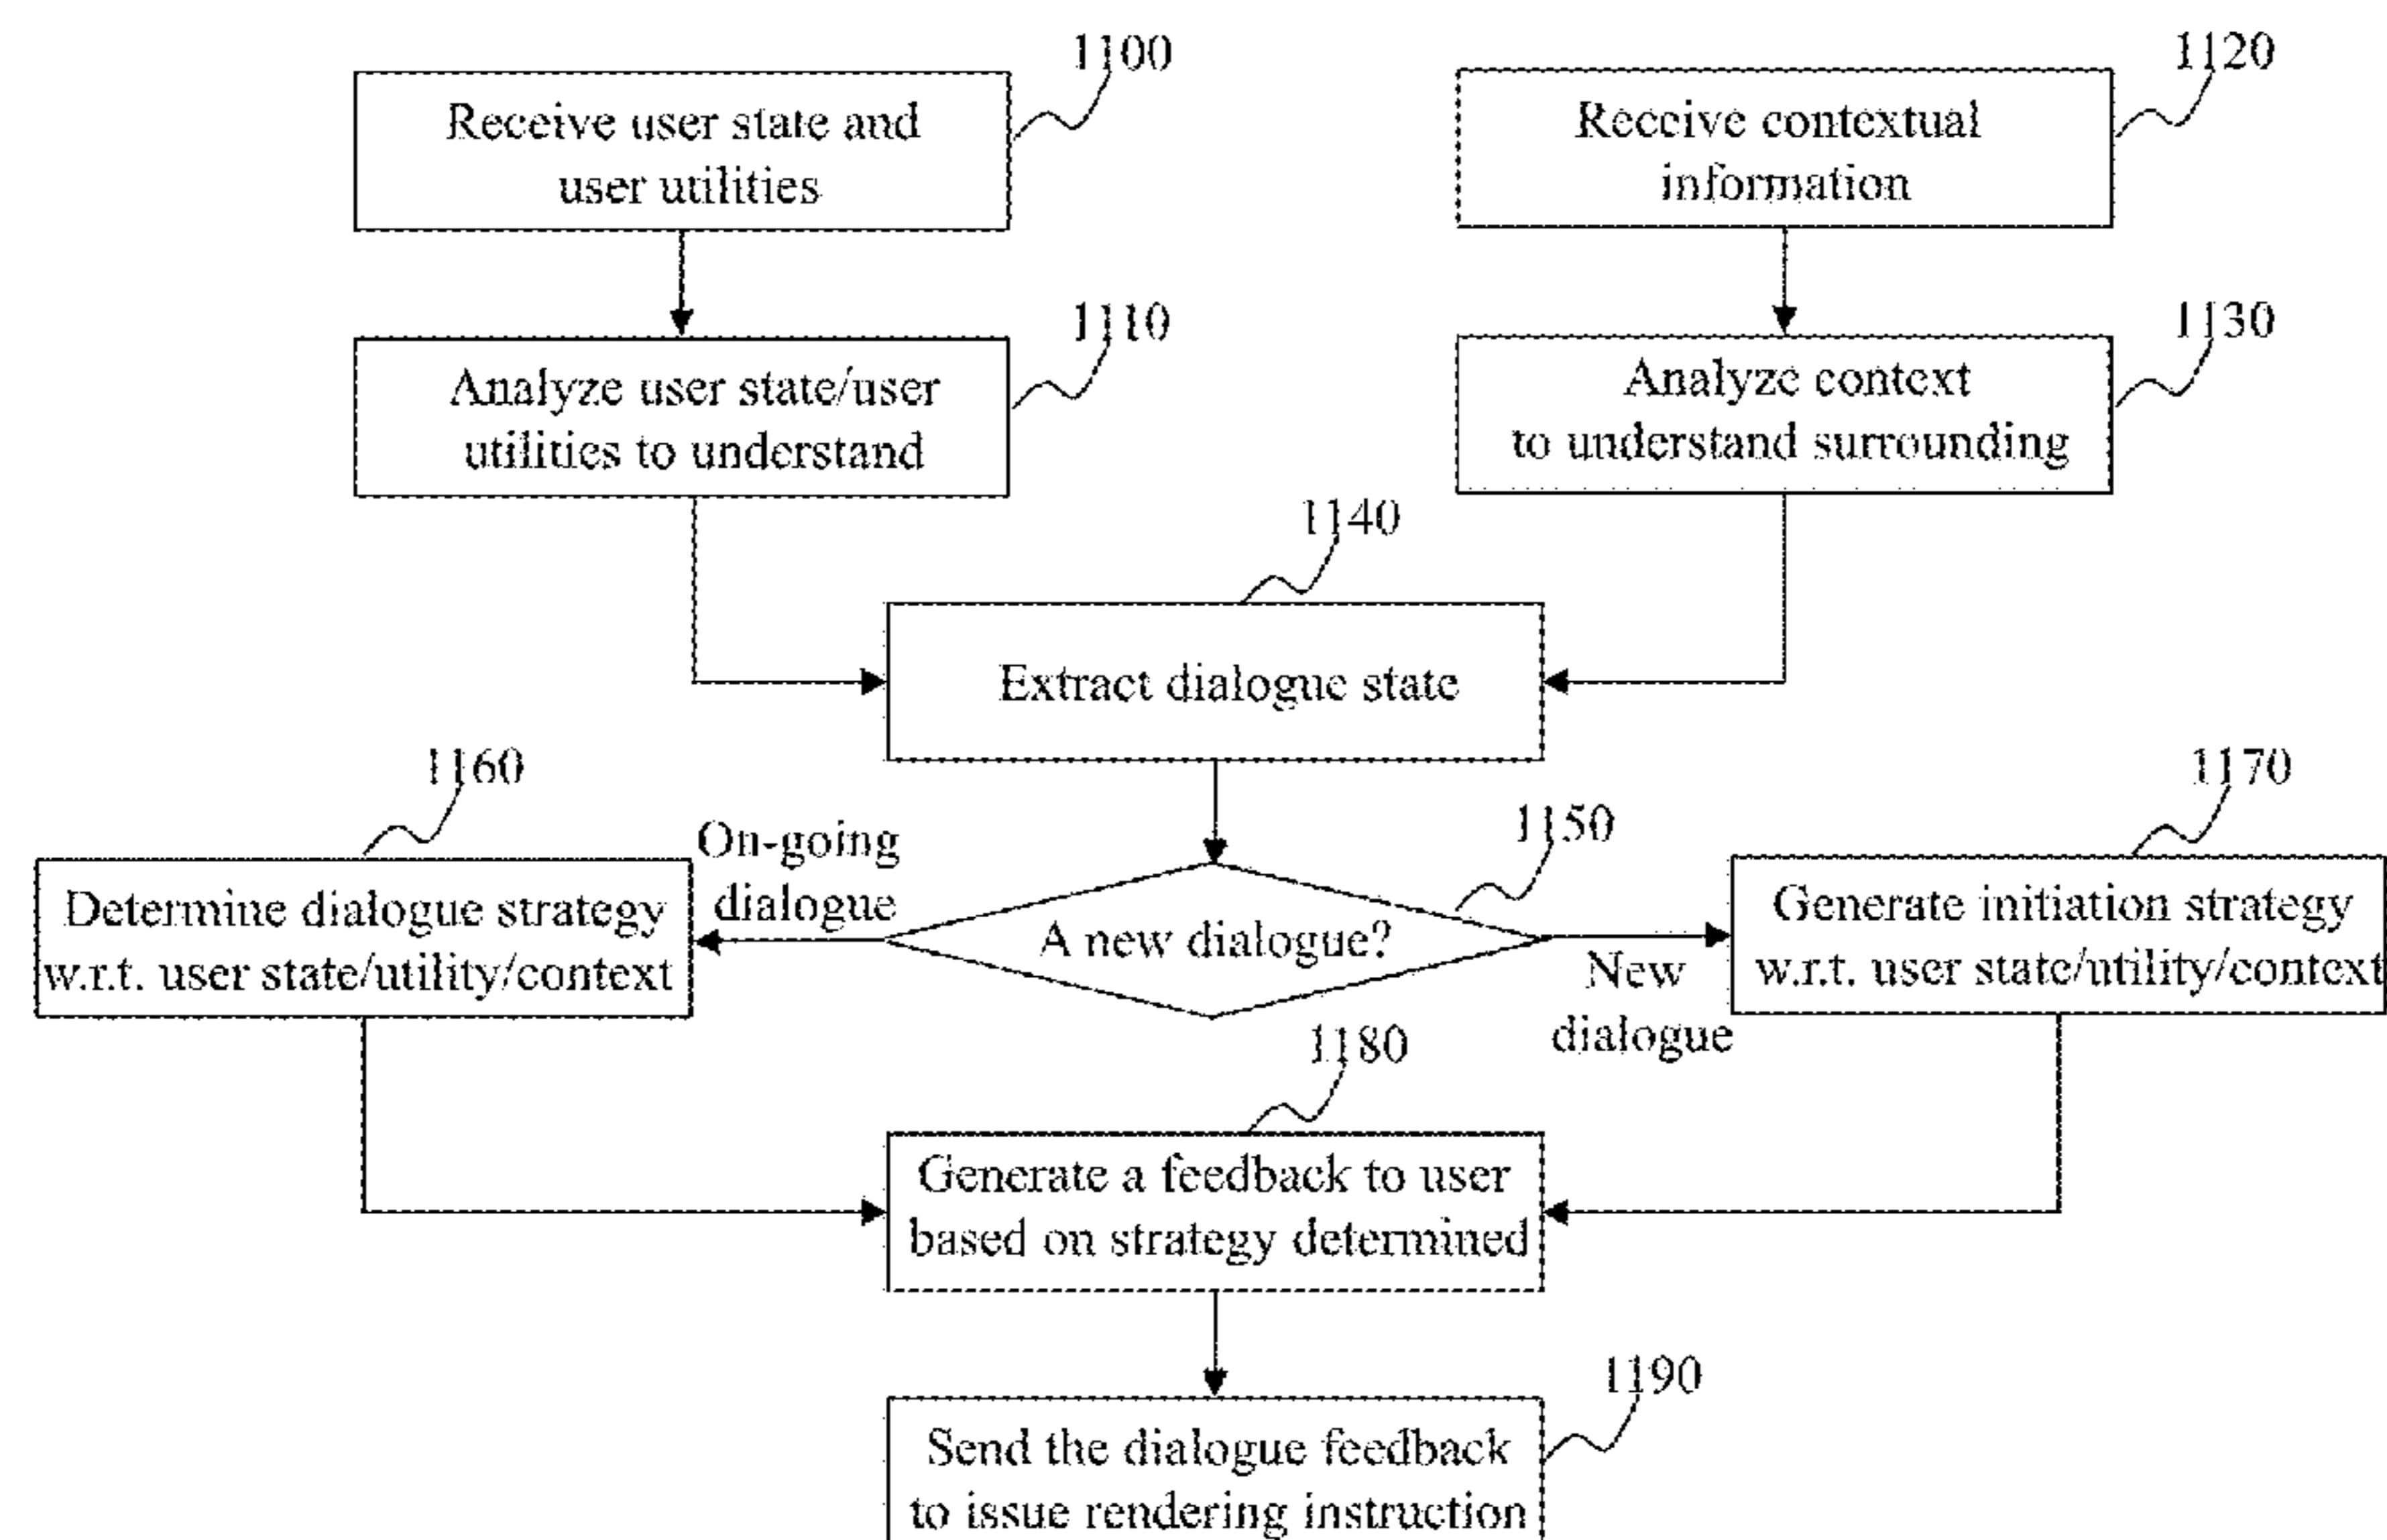 1100
Receive user state and
user utilities
1120
Receive contextual
information
1110
Analyze user state/user
utilities to understand
1130
Analyze context
to understand surrounding
1140
Extract dialogue state
1160
Determine dialogue strategy
w.r.t. user state/utility/context
On-going
dialogue
1150
A new dialogue?
New
dialogue
1170
Generate initiation strategy
w.r.t. user state/utility/context
1180
Generate a feedback to user
based on strategy determined
1190
Send the dialogue feedback
to issue rendering instruction